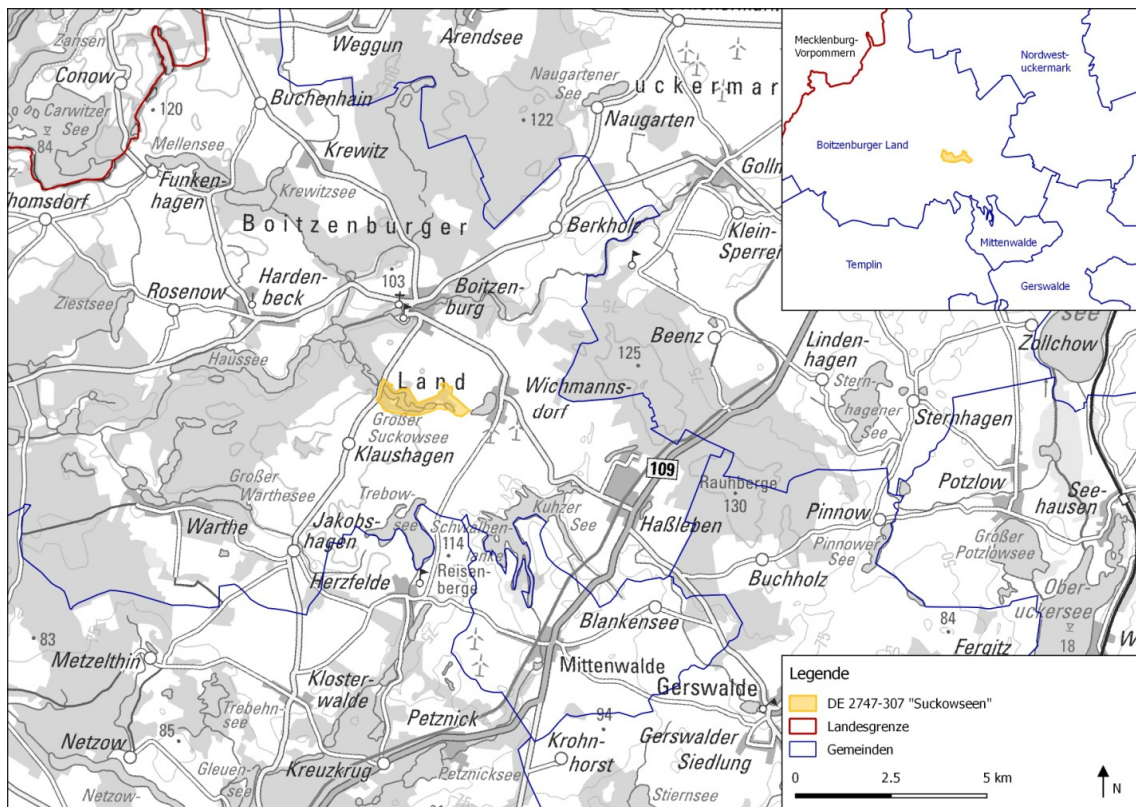 Zansen
Conow
Carwitzer
See
84
120
Mellensee
Funken-
hagen
Thomsdorf
Weggun
Arendsee
Buchenhain
Krewitz
Krewitzsee
Naugartener
See
122
Naugarten
Uckermark
Golln
Klein-
Sperren
Berkholz
Boitzenburger
103
Harden-
beck
Boitzen-
burg
Rosenow
Ziestsee
Haussee
Land
Wichmanns-
dorf
75
125
Beenz
Großer
Suckowsee
Klaushagen
Großer
Warthesee
Warthe
Jakobs-
hagen
Trebow-
see
Herzfelde
114
Reisen-
berge
Kuhzer
See
Haßleben
109
Raunberge
130
Linden-
hagen
Stern-
hagener
See
Sternhagen
See
Zollchow
Potzlow
See-
hausen
Pinnow
Pinnower
See
Großer
Potzlowsee
Buchholz
Ober-
uckersee
18
84
Fergitz
Blankensee
Mittenwalde
Gerswalde
Gerswalder
Siedlung
94
Krohn-
horst
Stiernsee
Petznick
Petznicksee
Kloster-
walde
Kreuzkrug
83
Metzelthin
Trebehn-
see
85
Netzow
Gleuen-
see
Netzow-
Mecklenburg-
Vorpommern
Nordwest-
uckermark
Boitzenburger Land
Mittenwalde
Templin
Gerswalde
Legende
DE 2747-307 "Suckowseen"
Landesgrenze
Gemeinden
0 2.5 5 km
N